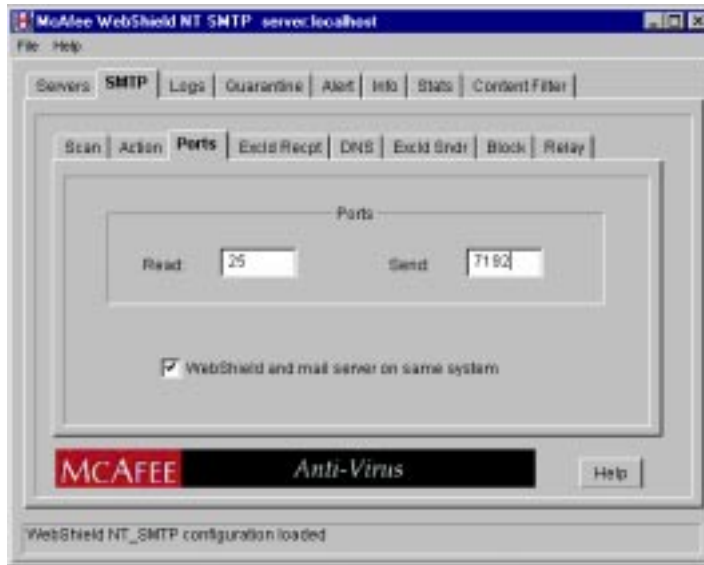 McAfee WebShield NT SMTP server:localhost
File Help
Servers SMTP Logs Quarantine Alert Info Stats Content Filter
Scan Action Ports Excld Recpt DNS Excld Sndr Block Relay
Ports
Read: 25 Send: 7192
WebShield and mail server on same system
MCAFEE Anti-Virus Help
WebShield NT_SMTP configuration loaded